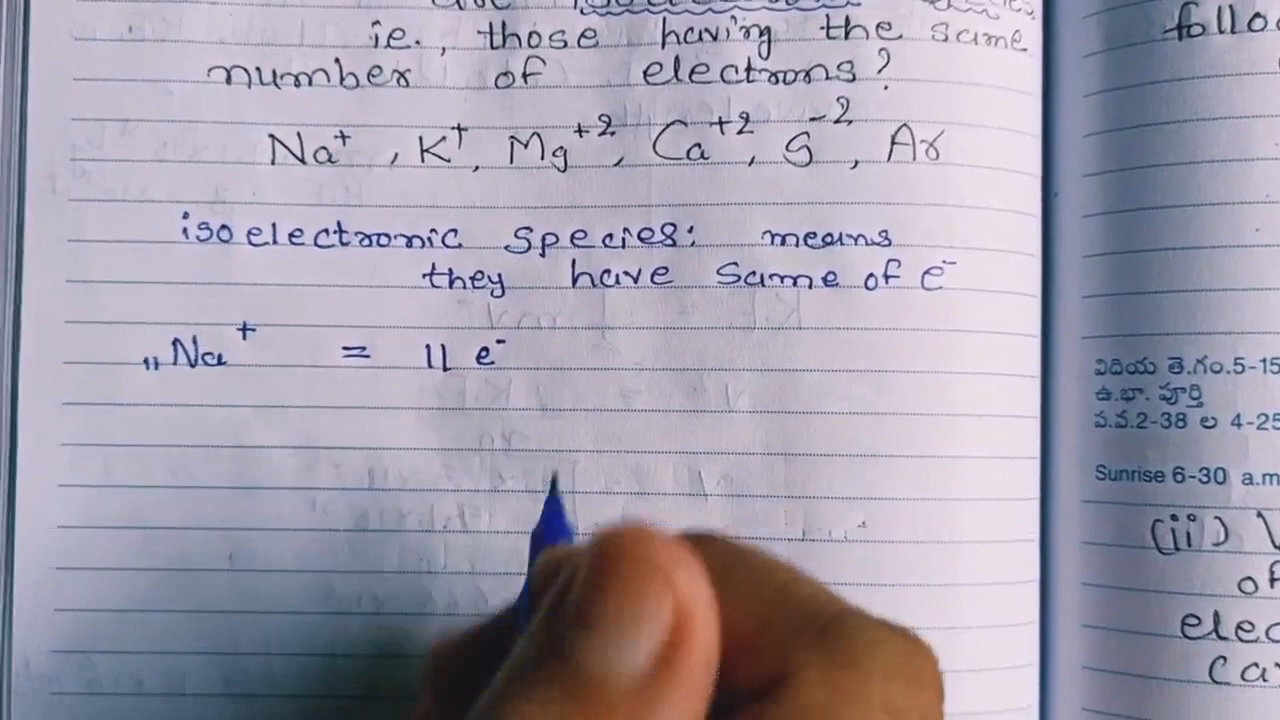 ie., those having the same
number of electrons?
Na⁺, K⁺, Mg⁺², Ca⁺², S⁻², Ar
isoelectronic species: means
they have same of e⁻
₁₁Na⁺ = 11 e⁻
follo
విదియ తె.గం.5-15
ఉ.భా. పూర్తి
ప.వ.2-38 ల 4-25
Sunrise 6-30 a.m
(ii)
of
elec
Ca